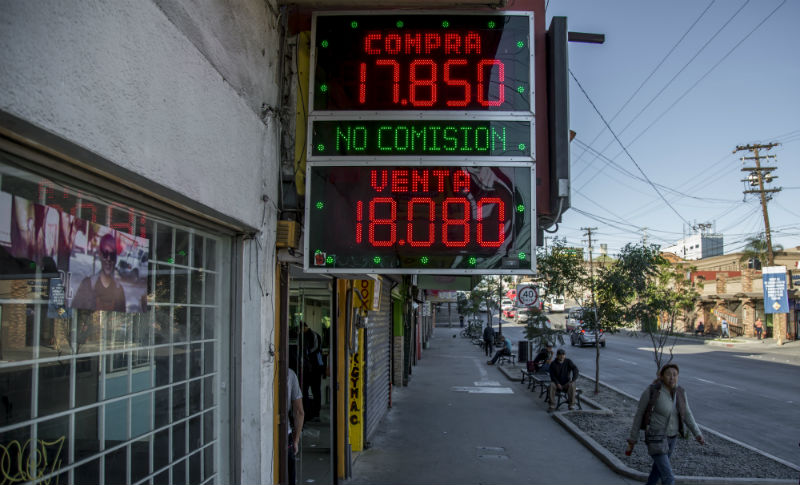 COMPRA
17.850
NO COMISION
VENTA
18.080
40